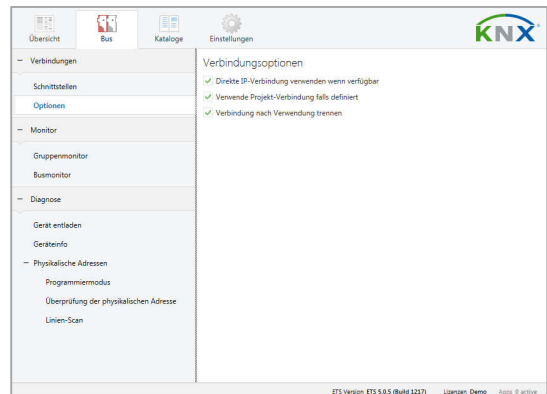 Übersicht Bus Kataloge Einstellungen
KNX
Verbindungen
Schnittstellen
Optionen
Monitor
Gruppenmonitor
Busmonitor
Diagnose
Gerät entladen
Geräteinfo
Physikalische Adressen
Programmiermodus
Überprüfung der physikalischen Adresse
Linien-Scan
Verbindungsoptionen
Direkte IP-Verbindung verwenden wenn verfügbar
Verwende Projekt-Verbindung falls definiert
Verbindung nach Verwendung trennen
ETS Version ETS 5.0.5 (Build 1217) Lizenzen Demo Apps 0 active